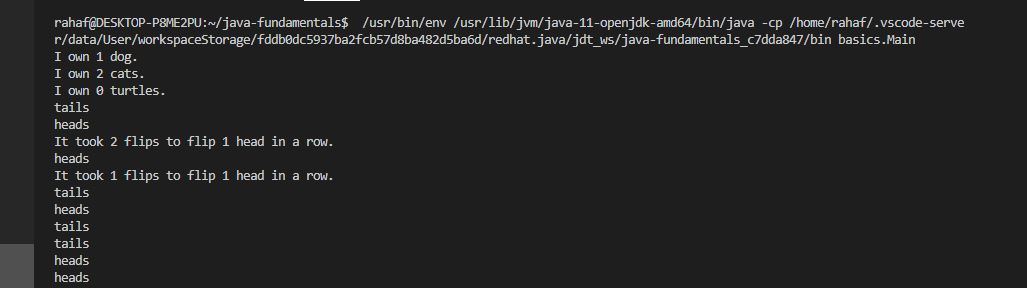 rahaf@DESKTOP-P8ME2PU:~/java-fundamentals$  /usr/bin/env /usr/lib/jvm/java-11-openjdk-amd64/bin/java -cp /home/rahaf/.vscode-serve
r/data/User/workspaceStorage/fddb0dc5937ba2fcb57d8ba482d5ba6d/redhat.java/jdt_ws/java-fundamentals_c7dda847/bin basics.Main
I own 1 dog.
I own 2 cats.
I own 0 turtles.
tails
heads
It took 2 flips to flip 1 head in a row.
heads
It took 1 flips to flip 1 head in a row.
tails
heads
tails
tails
heads
heads